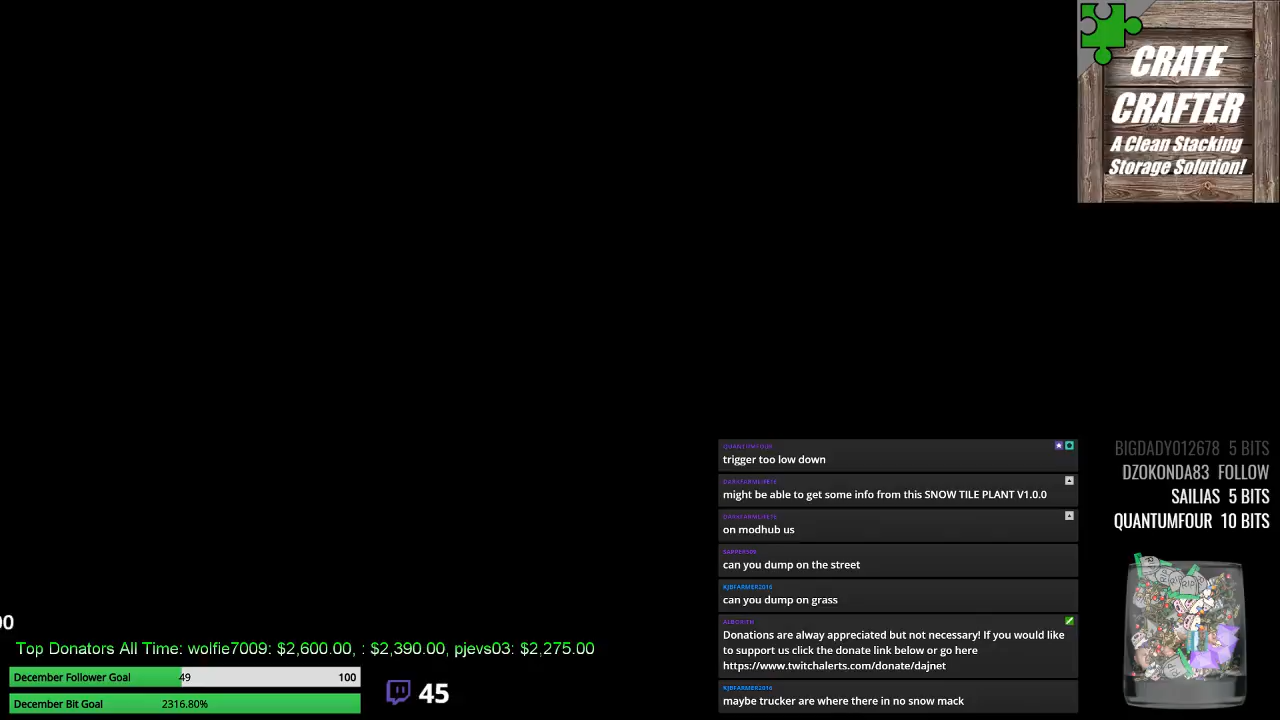 CRATE
CRAFTER
A Clean Stacking
Storage Solution!
QUANTUMFOUR
trigger too low down
might be able to get some info from this SNOW TILE PLANT V1.0.0
on modhub us
SAPPER509
can you dump on the street
KJBFARMER2016
can you dump on grass
ALBORITH
Donations are alway appreciated but not necessary! If you would like
to support us click the donate link below or go here
https://www.twitchalerts.com/donate/dajnet
KJBFARMER2016
maybe trucker are where there in no snow mack
BIGDADY012678 5 BITS
DZOKONDA83 FOLLOW
SAILIAS 5 BITS
QUANTUMFOUR 10 BITS
Top Donators All Time: wolfie7009: $2,600.00, : $2,390.00, pjevs03: $2,275.00
December Follower Goal 49 100
December Bit Goal 2316.80%
45